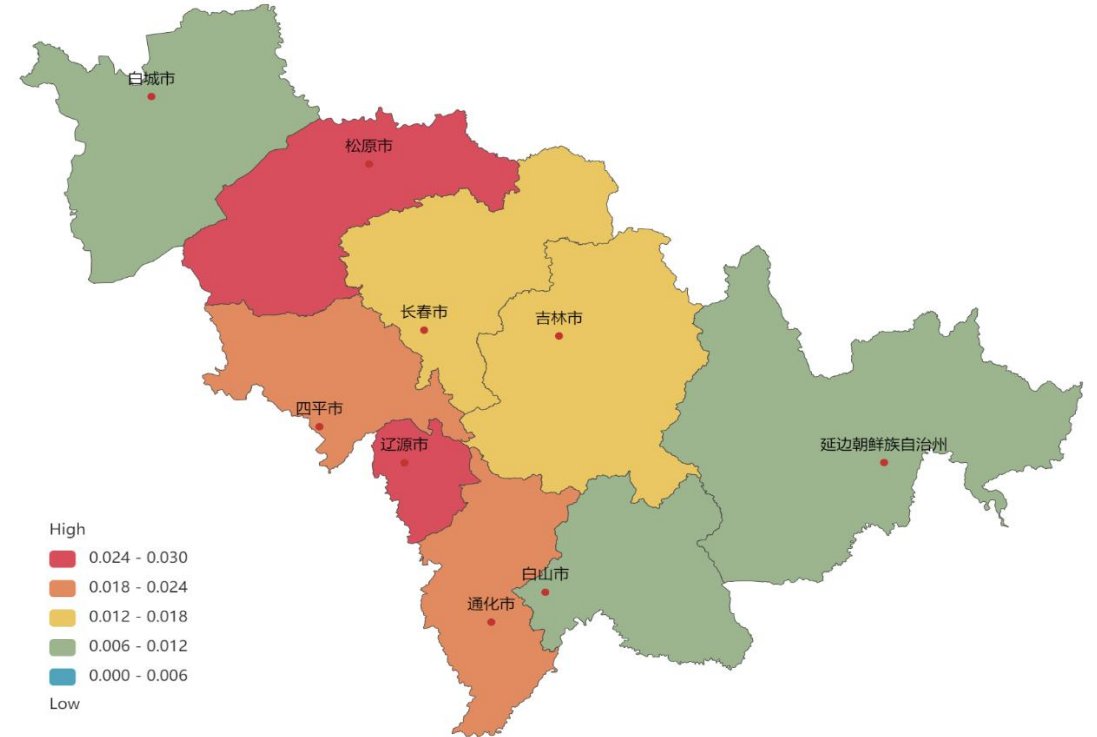 白城市
松原市
长春市
吉林市
四平市
辽源市
延边朝鲜族自治州
白山市
通化市
High
0.024 - 0.030
0.018 - 0.024
0.012 - 0.018
0.006 - 0.012
0.000 - 0.006
Low